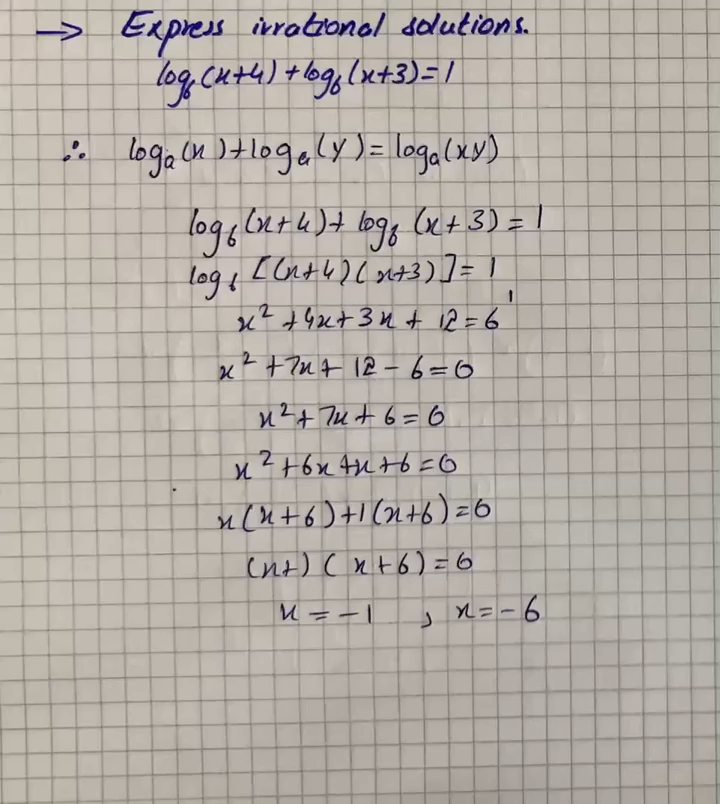 → Express irrational solutions.
log₆(x+4)+log₆(x+3)=1
∴ logₐ(x)+logₐ(y)=logₐ(xy)
log₆(x+4)+log₆(x+3)=1
log₆[(x+4)(x+3)]=1
x²+4x+3x+12=6¹
x²+7x+12-6=0
x²+7x+6=0
x²+6x+x+6=0
x(x+6)+1(x+6)=0
(x+)(x+6)=0
x=-1, x=-6